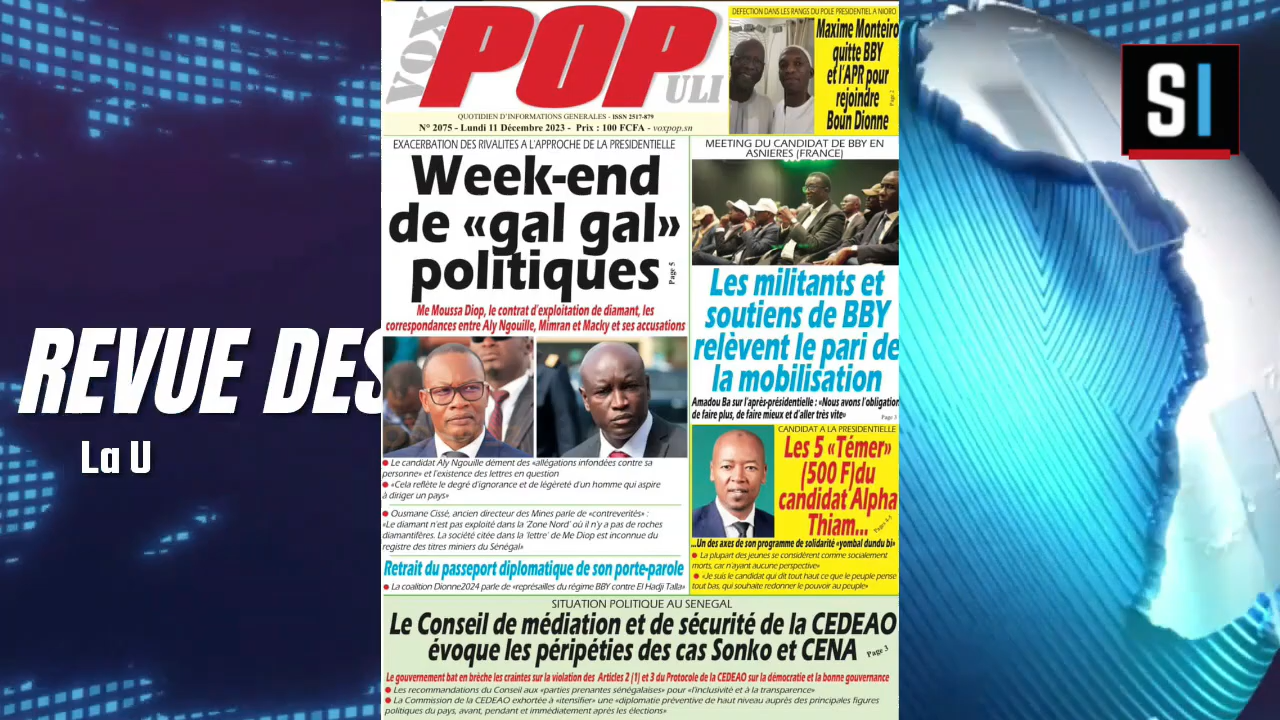 VOX
POP
ULI
QUOTIDIEN D'INFORMATIONS GENERALES - ISSN 2517-879
N° 2075 - Lundi 11 Décembre 2023 - Prix : 100 FCFA - voxpop.sn
DEFECTION DANS LES RANGS DU POLE PRESIDENTIEL A NIORO
Maxime Monteiro
quitte BBY
et l'APR pour
rejoindre
Boun Dionne
Page 2
SI
EXACERBATION DES RIVALITES A L'APPROCHE DE LA PRESIDENTIELLE
Week-end
de «gal gal»
politiques
Page 5
Me Moussa Diop, le contrat d'exploitation de diamant, les
correspondances entre Aly Ngouille, Mimran et Macky et ses accusations
Le candidat Aly Ngouille dément des «allégations infondées contre sa
personne» et l'existence des lettres en question
«Cela reflète le degré d'ignorance et de légèreté d'un homme qui aspire
à diriger un pays»
Ousmane Cissé, ancien directeur des Mines parle de «contreverités» :
«Le diamant n'est pas exploité dans la 'Zone Nord' où il n'y a pas de roches
diamantifères. La société citée dans la 'lettre' de Me Diop est inconnue du
registre des titres miniers du Sénégal»
Retrait du passeport diplomatique de son porte-parole
La coalition Dionne2024 parle de «représailles du régime BBY contre El Hadji Talla»
MEETING DU CANDIDAT DE BBY EN
ASNIERES (FRANCE)
Les militants et
soutiens de BBY
relèvent le pari de
la mobilisation
Amadou Ba sur l'après-présidentielle : «Nous avons l'obligation
de faire plus, de faire mieux et d'aller très vite»
Page 3
CANDIDAT A LA PRESIDENTIELLE
Les 5 «Témer»
(500 F)du
candidat Alpha
Thiam...
...Un des axes de son programme de solidarité «yombal dundu bi»
La plupart des jeunes se considèrent comme socialement
morts, car n'ayant aucune perspective»
«Je suis le candidat qui dit tout haut ce que le peuple pense
tout bas, qui souhaite redonner le pouvoir au peuple»
SITUATION POLITIQUE AU SENEGAL
Le Conseil de médiation et de sécurité de la CEDEAO
évoque les péripéties des cas Sonko et CENA
Page 3
Le gouvernement bat en brèche les craintes sur la violation des Articles 2 (1) et 3 du Protocole de la CEDEAO sur la démocratie et la bonne gouvernance
Les recommandations du Conseil aux «parties prenantes sénégalaises» pour «l'inclusivité et à la transparence»
La Commission de la CEDEAO exhortée à «itensifier» une «diplomatie préventive de haut niveau auprès des principales figures
politiques du pays, avant, pendant et immédiatement après les élections»
REVUE DES
La U